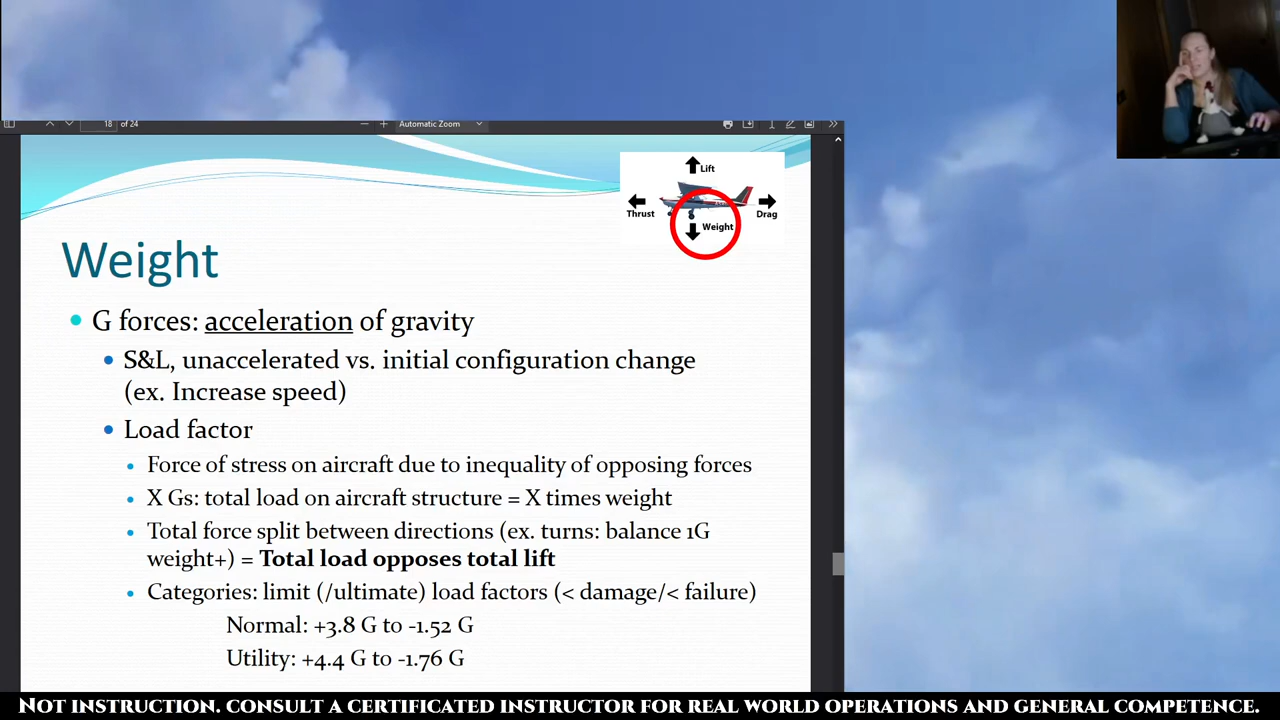 18 of 24
Automatic Zoom
Lift
Thrust
Drag
Weight
Weight
G forces: acceleration of gravity
S&L, unaccelerated vs. initial configuration change
(ex. Increase speed)
Load factor
Force of stress on aircraft due to inequality of opposing forces
X Gs: total load on aircraft structure = X times weight
Total force split between directions (ex. turns: balance 1G
weight+) = Total load opposes total lift
Categories: limit (/ultimate) load factors (< damage/< failure)
Normal: +3.8 G to -1.52 G
Utility: +4.4 G to -1.76 G
Not instruction. consult a certificated instructor for real world operations and general competence.